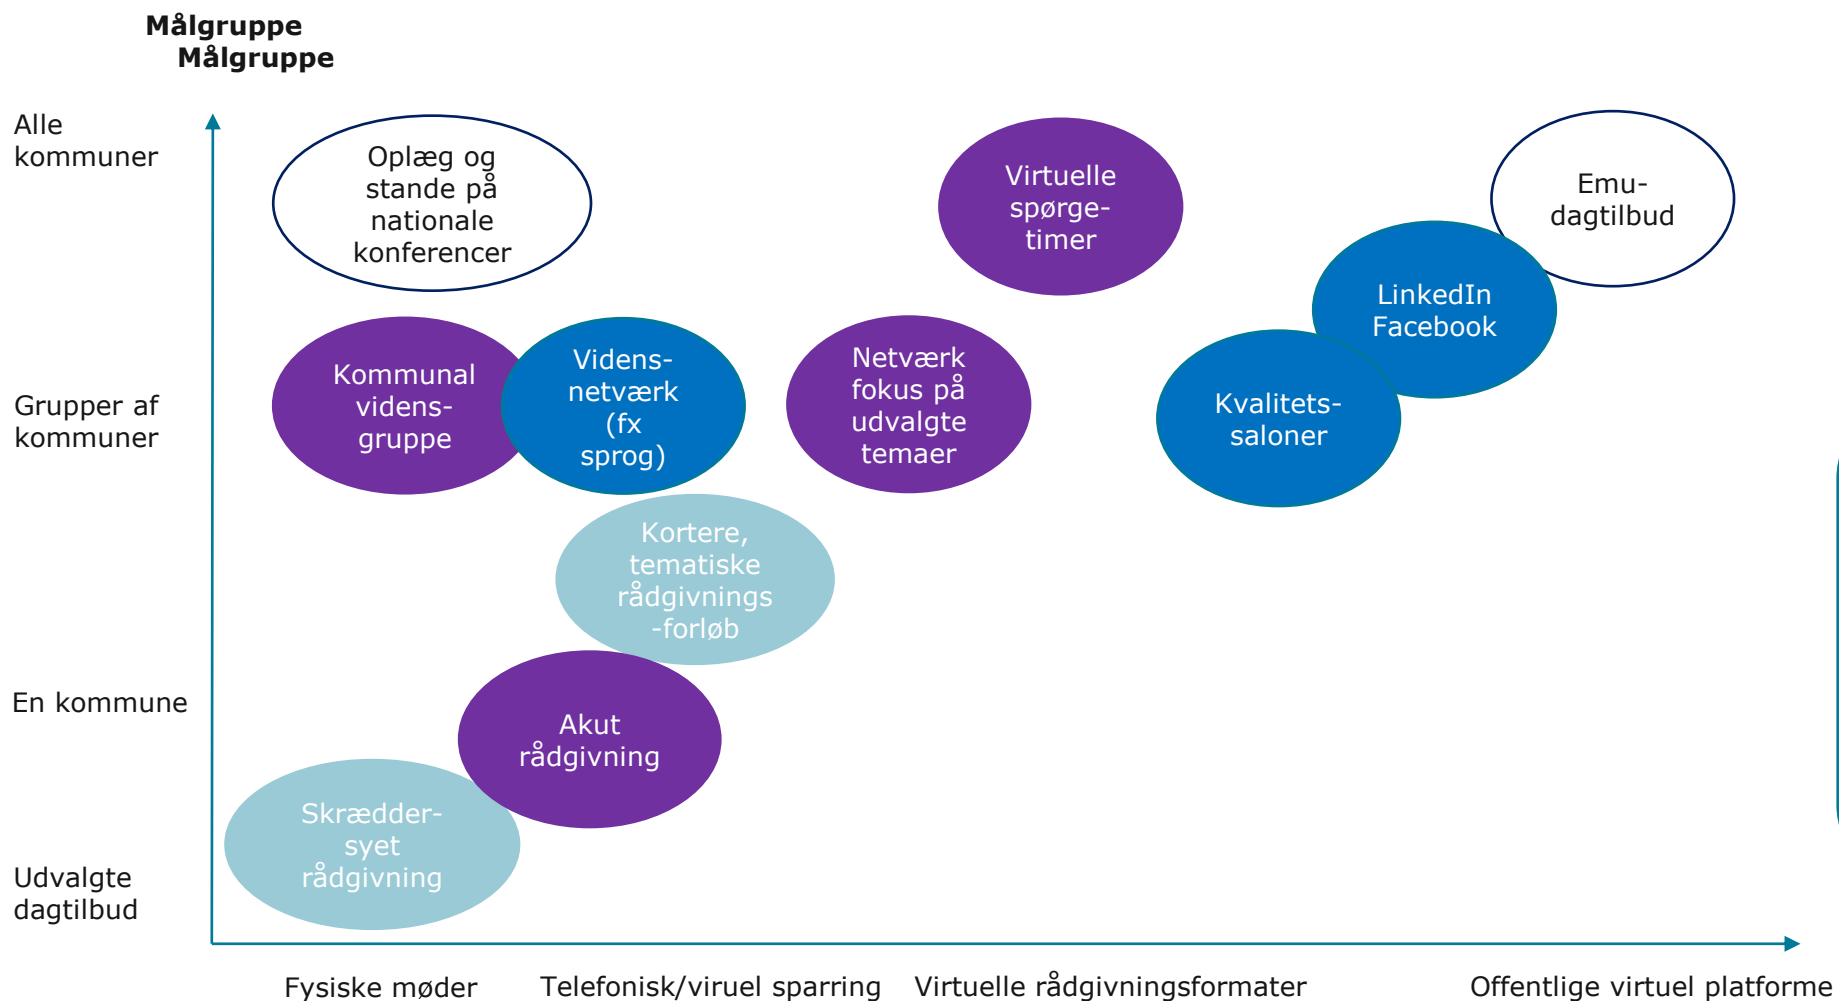 Målgruppe
Målgruppe
Alle
kommuner
Oplæg og
stande på
nationale
konferencer
Virtuelle
spørge-
timer
Emu-
dagtilbud
LinkedIn
Facebook
Grupper af
kommuner
Kommunal
videns-
gruppe
Videns-
netværk
(fx
sprog)
Netværk
fokus på
udvalgte
temaer
Kvalitets-
saloner
Kortere,
tematiske
rådgivnings
-forløb
En kommune
Akut
rådgivning
Skrædder-
syet
rådgivning
Udvalgte
dagtilbud
Fysiske møder
Telefonisk/viruel sparring
Virtuelle rådgivningsformater
Offentlige virtuel platforme